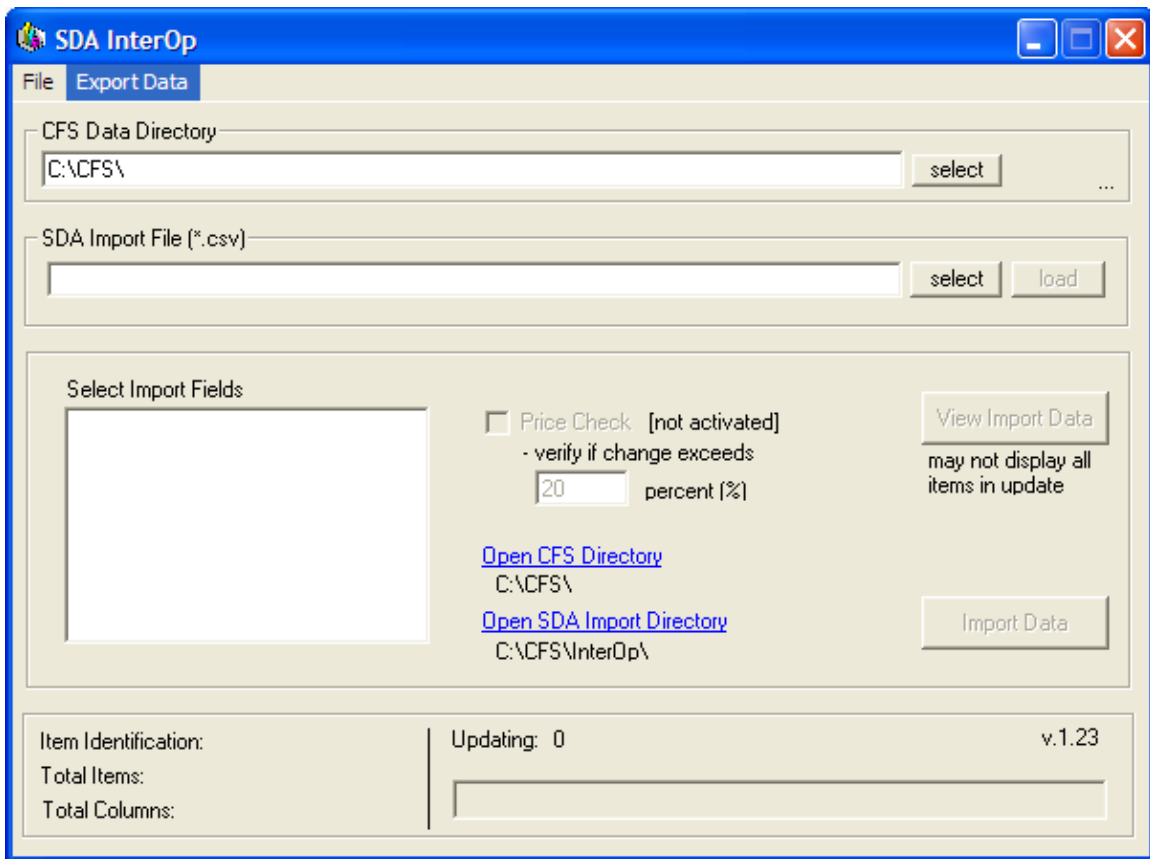 SDA InterOp
File Export Data
CFS Data Directory
C:\CFS\ select
...
SDA Import File (*.csv)
select load
Select Import Fields
Price Check [not activated]
- verify if change exceeds
20 percent (%)
View Import Data
may not display all
items in update
Open CFS Directory
C:\CFS\
Open SDA Import Directory
C:\CFS\InterOp\
Import Data
Item Identification:
Total Items:
Total Columns:
Updating: 0
v.1.23